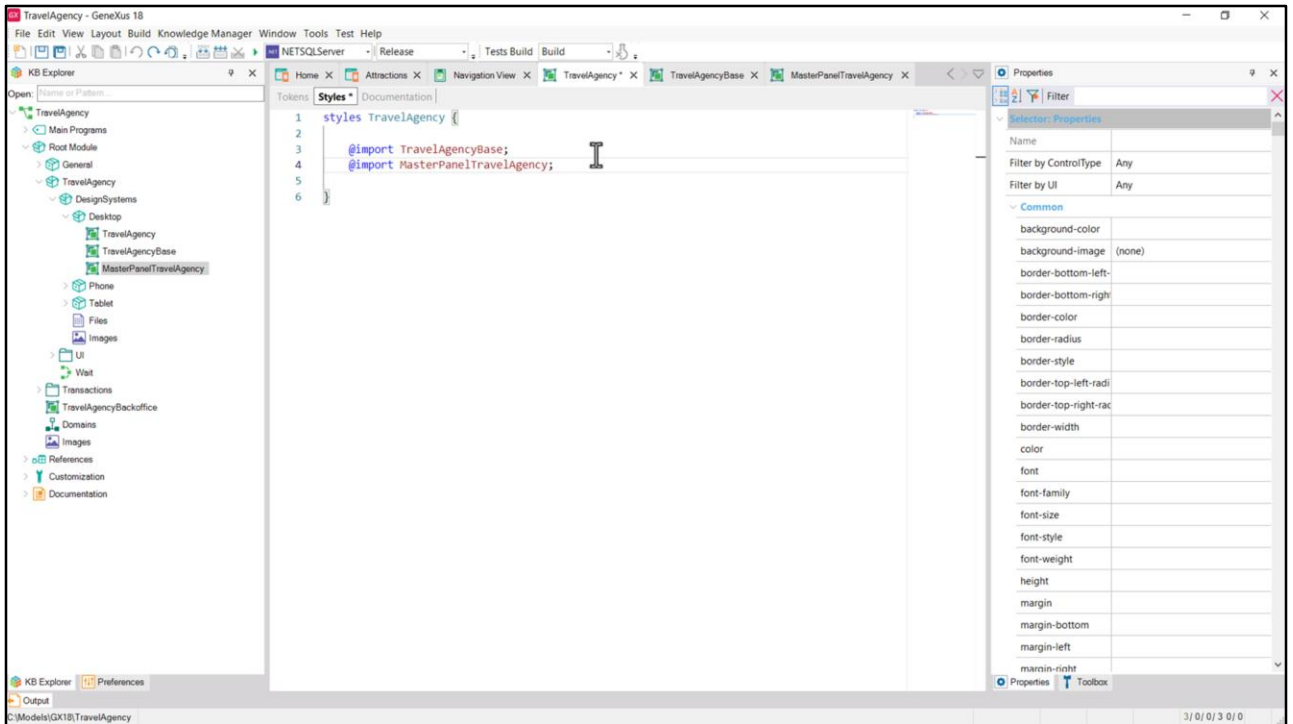 TravelAgency - GeneXus 18
File Edit View Layout Build Knowledge Manager Window Tools Test Help
NETSQLServer Release Tests Build Build
KB Explorer
Open: Name or Pattern...
TravelAgency
Main Programs
Root Module
General
TravelAgency
DesignSystems
Desktop
TravelAgency
TravelAgencyBase
MasterPanelTravelAgency
Phone
Tablet
Files
Images
UI
Wait
Transactions
TravelAgencyBackoffice
Domains
Images
References
Customization
Documentation
KB Explorer Preferences
Home X Attractions X Navigation View X TravelAgency * X TravelAgencyBase X MasterPanelTravelAgency X
Tokens Styles * Documentation
1 styles TravelAgency {
2
3 @import TravelAgencyBase;
4 @import MasterPanelTravelAgency;
5
6 }
Properties
Filter
Selector: Properties
Name
Filter by ControlType Any
Filter by UI Any
Common
background-color
background-image (none)
border-bottom-left-
border-bottom-righ
border-color
border-radius
border-style
border-top-left-radi
border-top-right-rac
border-width
color
font
font-family
font-size
font-style
font-weight
height
margin
margin-bottom
margin-left
margin-right
Properties Toolbox
Output
C:\Models\GX18\TravelAgency
3/ 0/ 0/ 3 0/ 0